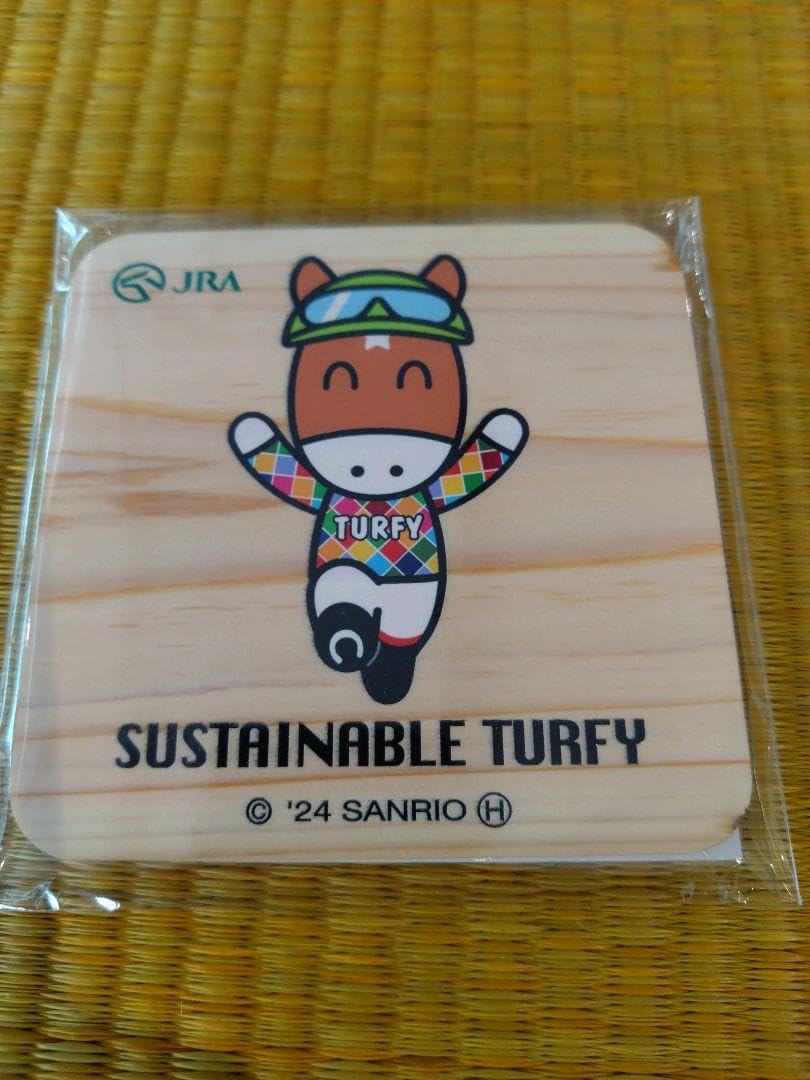 JRA
TURFY
SUSTAINABLE TURFY
© '24 SANRIO Ⓗ